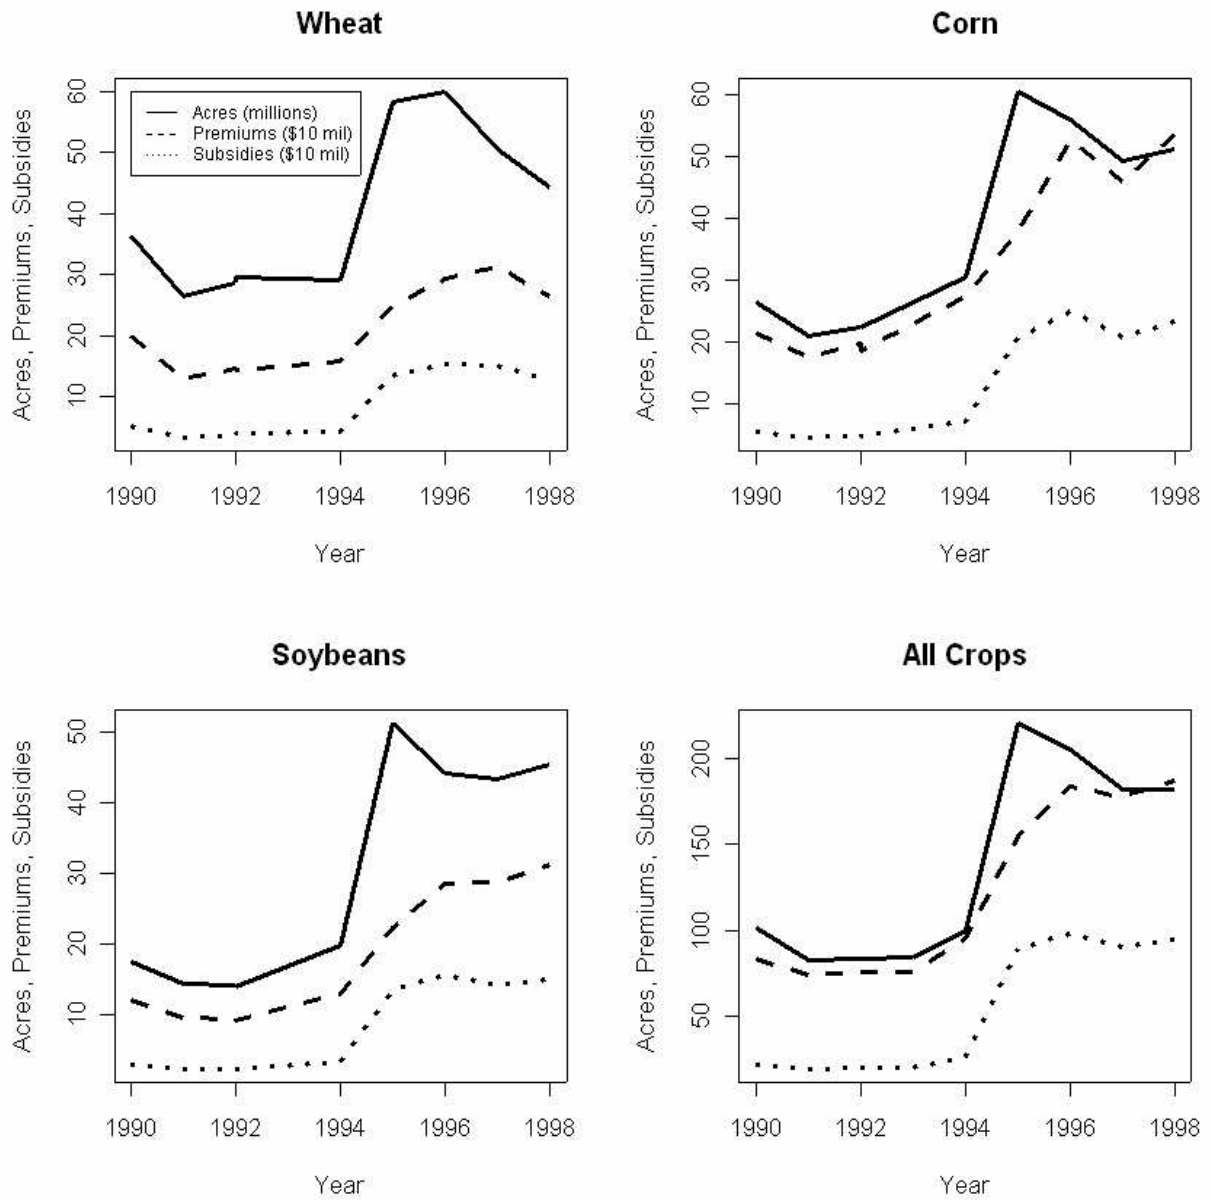 Wheat
Acres, Premiums, Subsidies
60
50
40
30
20
10
Acres (millions)
Premiums ($10 mil)
Subsidies ($10 mil)
1990 1992 1994 1996 1998
Year
Corn
Acres, Premiums, Subsidies
60
50
40
30
20
10
1990 1992 1994 1996 1998
Year
Soybeans
Acres, Premiums, Subsidies
50
40
30
20
10
1990 1992 1994 1996 1998
Year
All Crops
Acres, Premiums, Subsidies
200
150
100
50
1990 1992 1994 1996 1998
Year